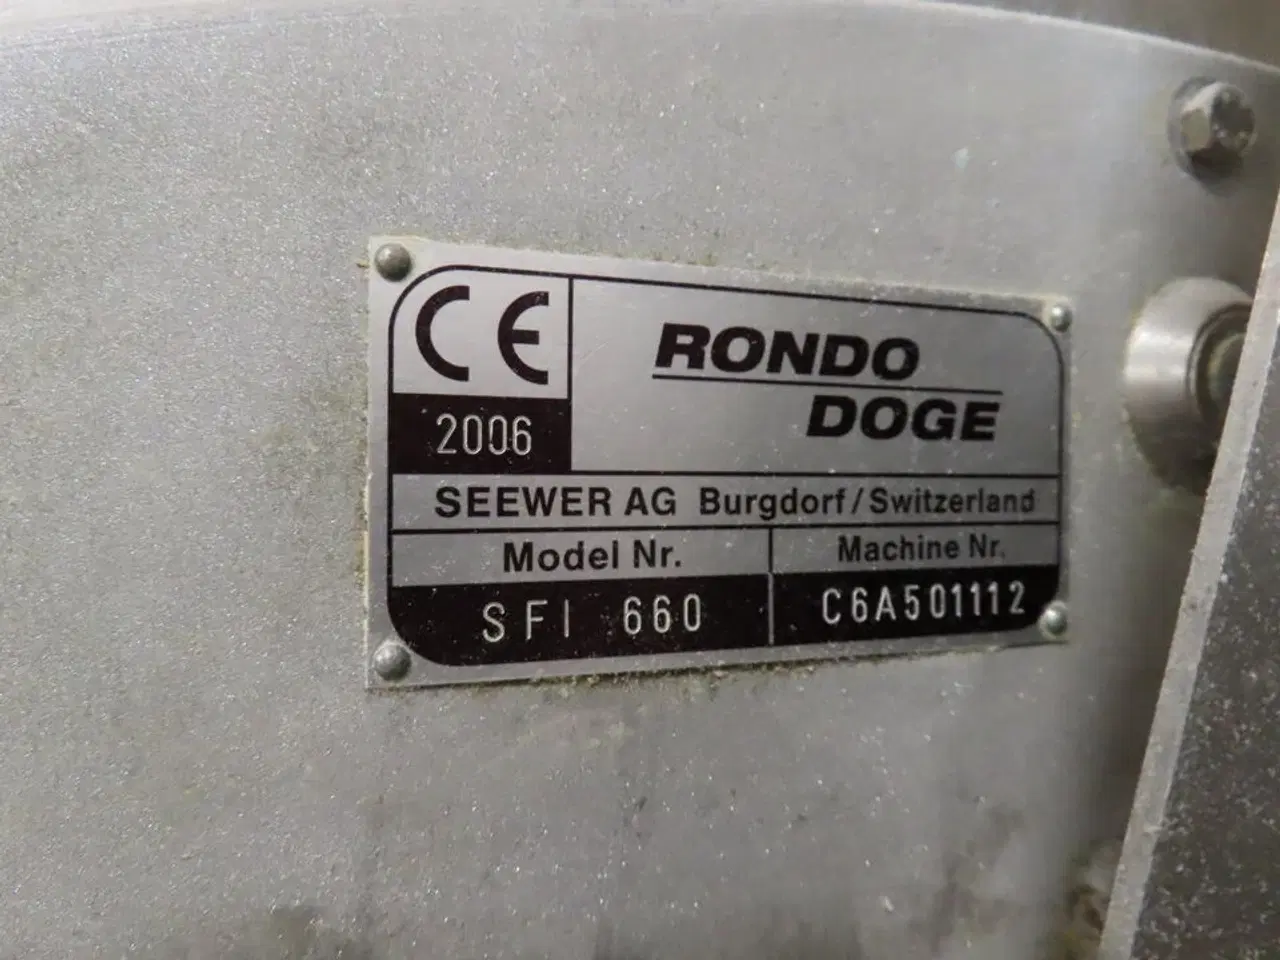 CE
2006
RONDO
DOGE
SEEWER AG Burgdorf/Switzerland
Model Nr.
Machine Nr.
SFI 660
C6A501112